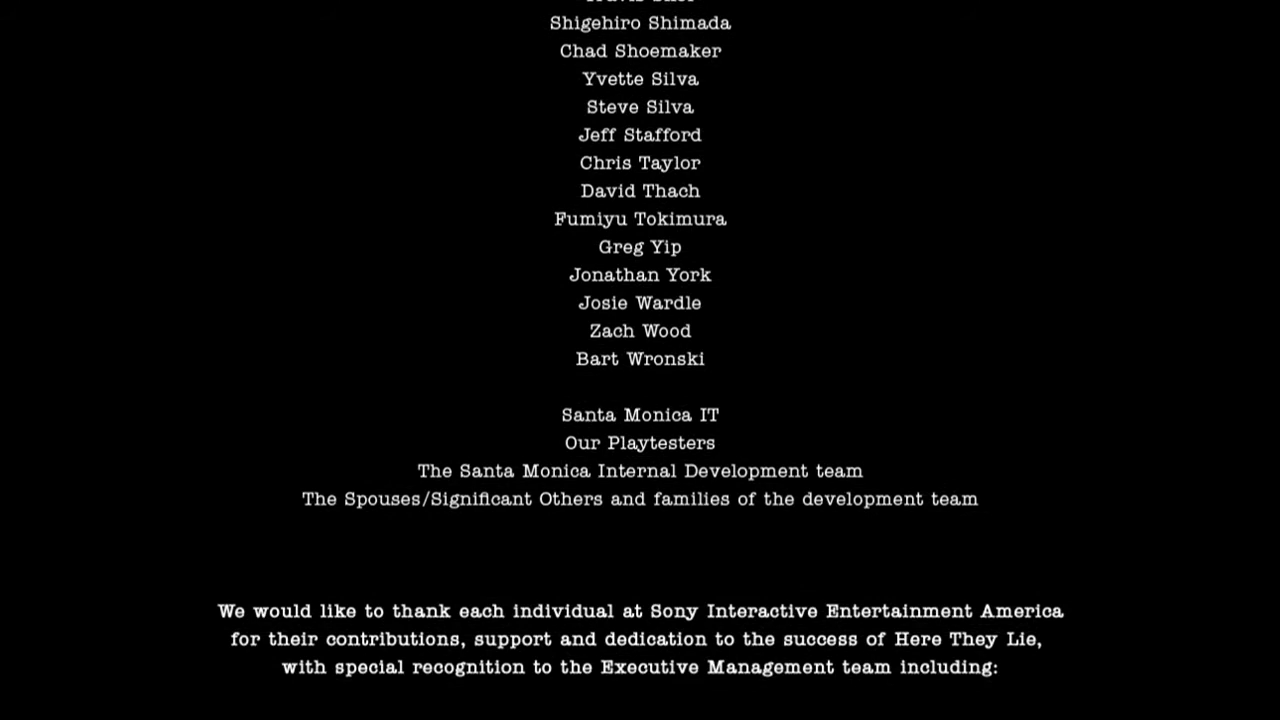 Shigehiro Shimada
Chad Shoemaker
Yvette Silva
Steve Silva
Jeff Stafford
Chris Taylor
David Thach
Fumiyu Tokimura
Greg Yip
Jonathan York
Josie Wardle
Zach Wood
Bart Wronski
Santa Monica IT
Our Playtesters
The Santa Monica Internal Development team
The Spouses/Significant Others and families of the development team
We would like to thank each individual at Sony Interactive Entertainment America
for their contributions, support and dedication to the success of Here They Lie,
with special recognition to the Executive Management team including: